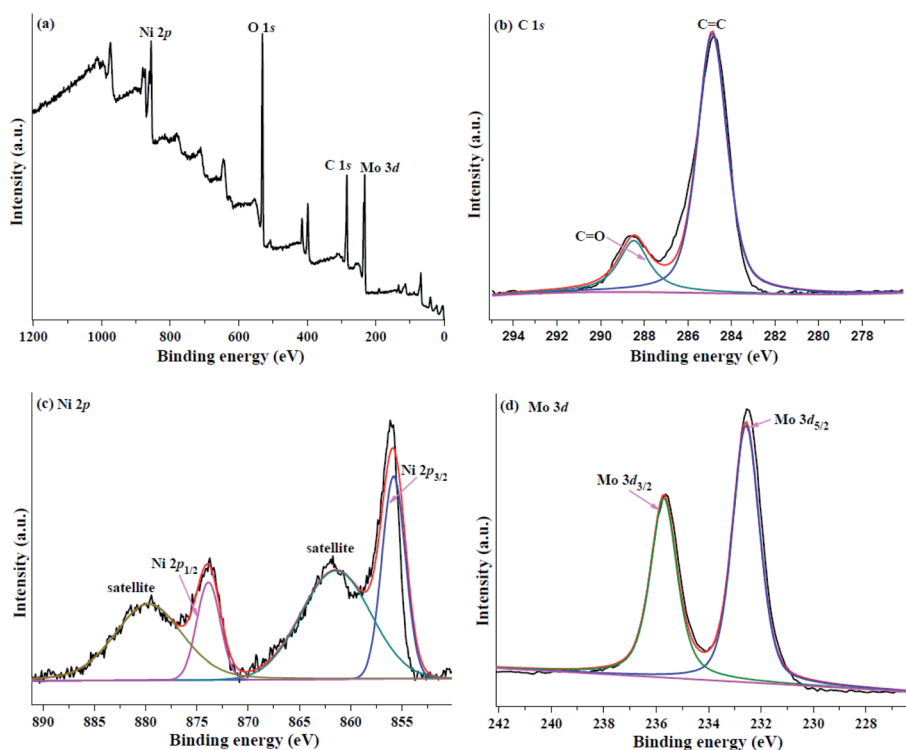 (a)
Ni 2p
O 1s
C 1s
Mo 3d
Intensity (a.u.)
1200 1000 800 600 400 200 0
Binding energy (eV)
(b) C 1s
C=C
C=O
Intensity (a.u.)
294 292 290 288 286 284 282 280 278
Binding energy (eV)
(c) Ni 2p
Ni 2p3/2
satellite
Ni 2p1/2
satellite
Intensity (a.u.)
890 885 880 875 870 865 860 855
Binding energy (eV)
(d) Mo 3d
Mo 3d5/2
Mo 3d3/2
Intensity (a.u.)
242 240 238 236 234 232 230 228
Binding energy (eV)